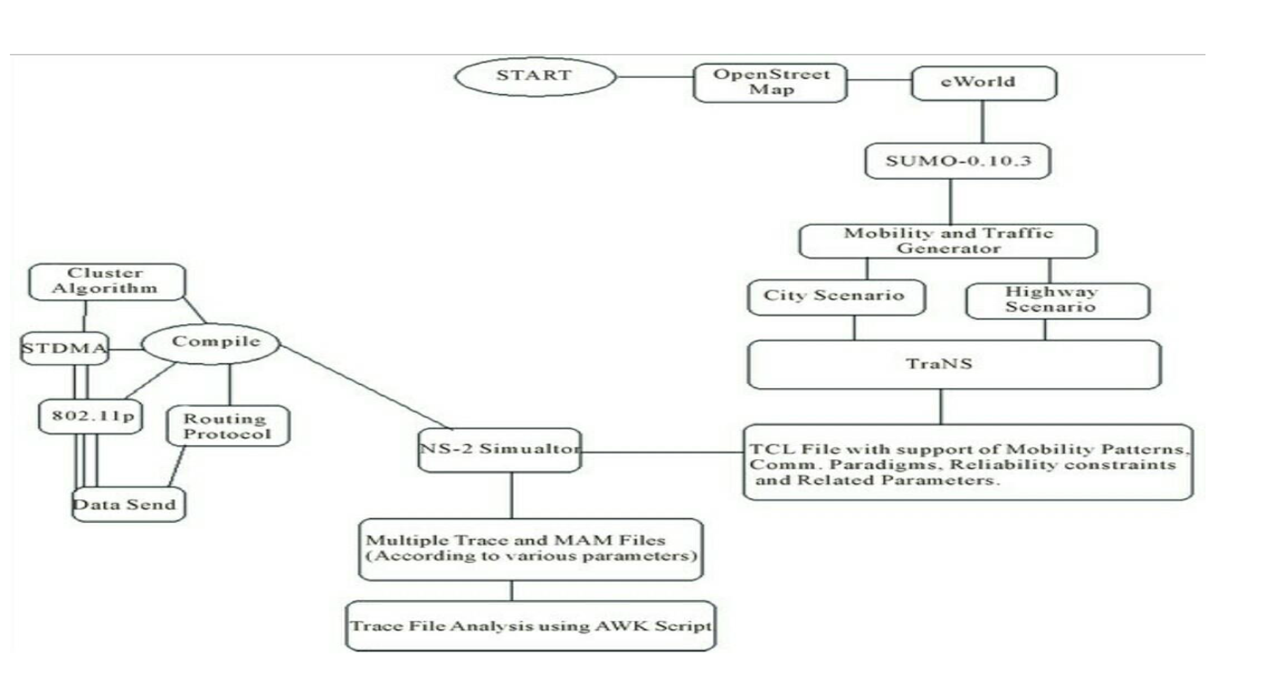 START
OpenStreet
Map
eWorld
SUMO-0.10.3
Mobility and Traffic
Generator
City Scenario
Highway
Scenario
TraNS
TCL File with support of Mobility Patterns,
Comm. Paradigms, Reliability constraints
and Related Parameters.
Cluster
Algorithm
STDMA
Compile
802.11p
Routing
Protocol
Data Send
NS-2 Simualtor
Multiple Trace and MAM Files
(According to various parameters)
Trace File Analysis using AWK Script